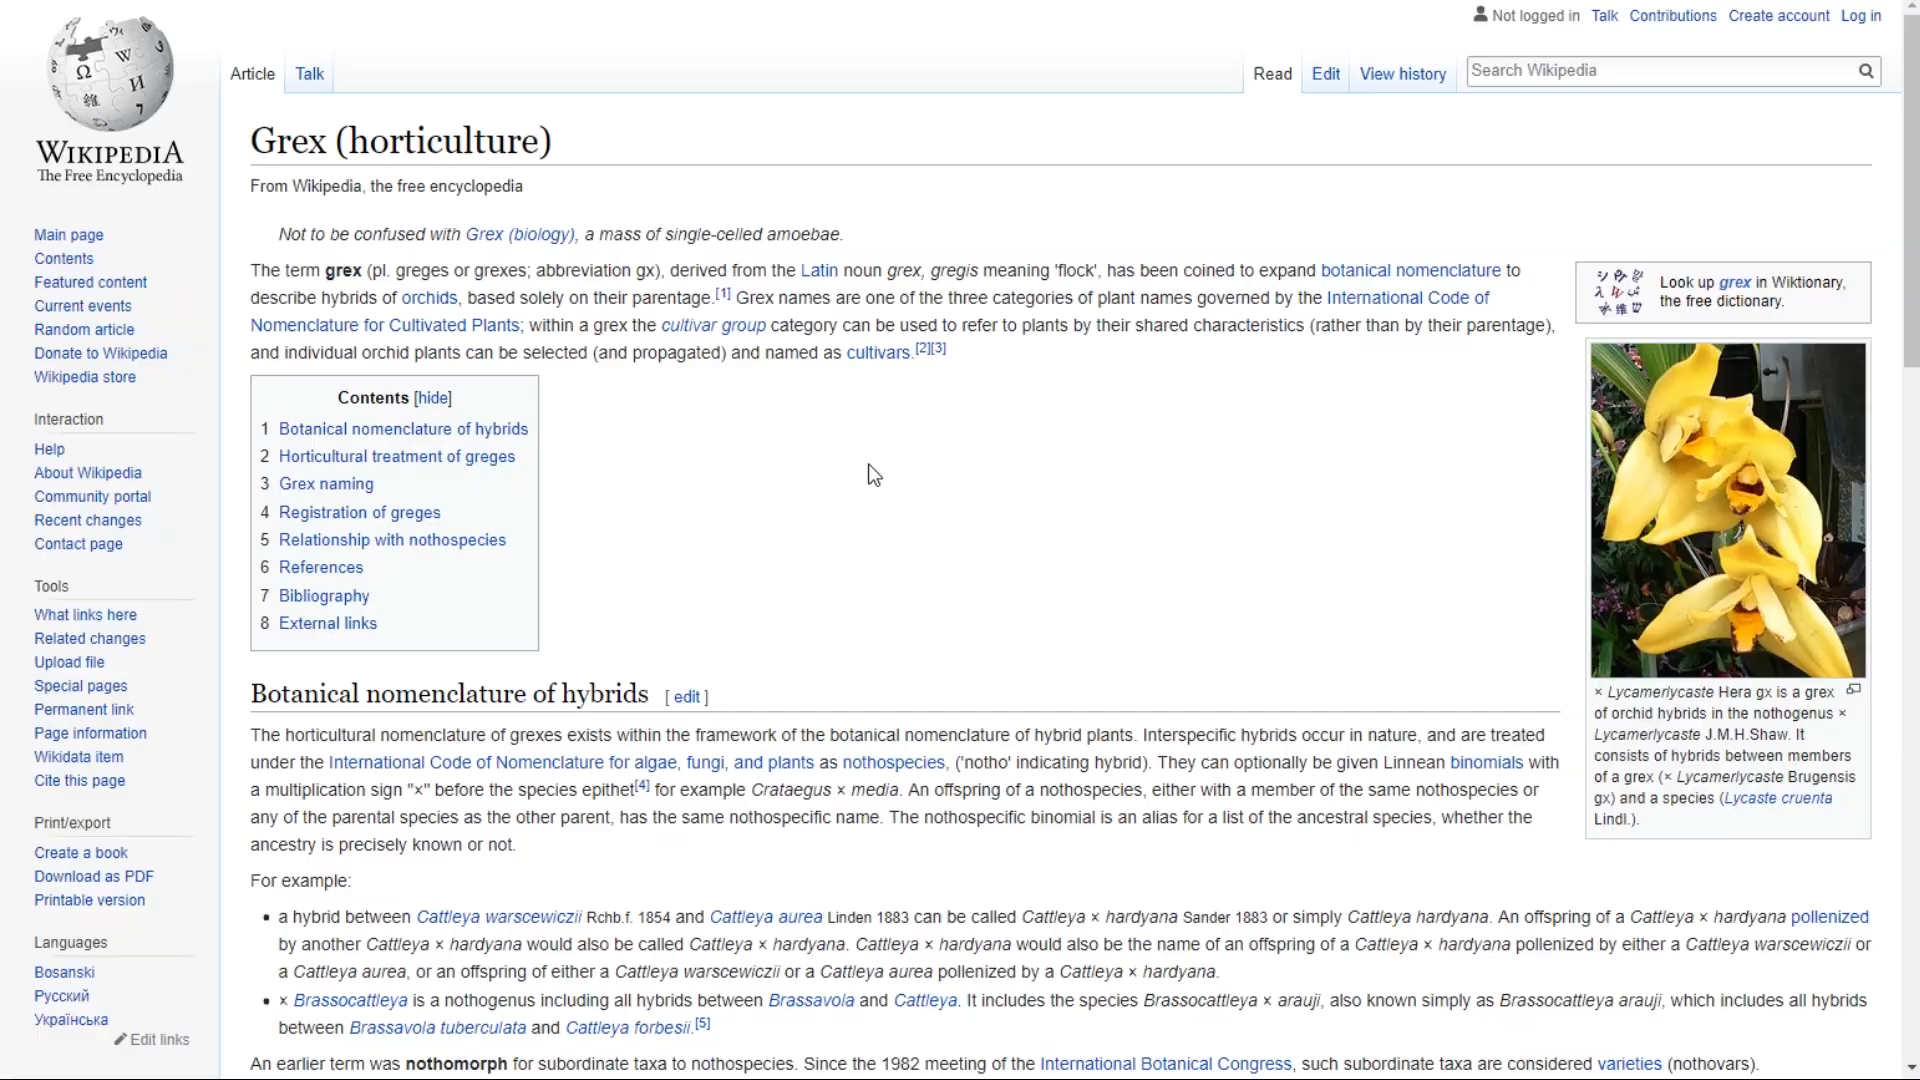 Not logged in Talk Contributions Create account Log in
Article Talk
Read Edit View history Search Wikipedia
WIKIPEDIA
The Free Encyclopedia
Main page
Contents
Featured content
Current events
Random article
Donate to Wikipedia
Wikipedia store
Interaction
Help
About Wikipedia
Community portal
Recent changes
Contact page
Tools
What links here
Related changes
Upload file
Special pages
Permanent link
Page information
Wikidata item
Cite this page
Print/export
Create a book
Download as PDF
Printable version
Languages
Bosanski
Русский
Українська
Edit links
Grex (horticulture)
From Wikipedia, the free encyclopedia
Not to be confused with Grex (biology), a mass of single-celled amoebae.
The term grex (pl. greges or grexes; abbreviation gx), derived from the Latin noun grex, gregis meaning 'flock', has been coined to expand botanical nomenclature to
describe hybrids of orchids, based solely on their parentage.[1] Grex names are one of the three categories of plant names governed by the International Code of
Nomenclature for Cultivated Plants; within a grex the cultivar group category can be used to refer to plants by their shared characteristics (rather than by their parentage),
and individual orchid plants can be selected (and propagated) and named as cultivars.[2][3]
Look up grex in Wiktionary,
the free dictionary.
Contents [hide]
1 Botanical nomenclature of hybrids
2 Horticultural treatment of greges
3 Grex naming
4 Registration of greges
5 Relationship with nothospecies
6 References
7 Bibliography
8 External links
× Lycamerlycaste Hera gx is a grex
of orchid hybrids in the nothogenus ×
Lycamerlycaste J.M.H.Shaw. It
consists of hybrids between members
of a grex (× Lycamerlycaste Brugensis
gx) and a species (Lycaste cruenta
Lindl.).
Botanical nomenclature of hybrids [ edit ]
The horticultural nomenclature of grexes exists within the framework of the botanical nomenclature of hybrid plants. Interspecific hybrids occur in nature, and are treated
under the International Code of Nomenclature for algae, fungi, and plants as nothospecies, ('notho' indicating hybrid). They can optionally be given Linnean binomials with
a multiplication sign "×" before the species epithet[4] for example Crataegus × media. An offspring of a nothospecies, either with a member of the same nothospecies or
any of the parental species as the other parent, has the same nothospecific name. The nothospecific binomial is an alias for a list of the ancestral species, whether the
ancestry is precisely known or not.
For example:
• a hybrid between Cattleya warscewiczii Rchb.f. 1854 and Cattleya aurea Linden 1883 can be called Cattleya × hardyana Sander 1883 or simply Cattleya hardyana. An offspring of a Cattleya × hardyana pollenized
by another Cattleya × hardyana would also be called Cattleya × hardyana. Cattleya × hardyana would also be the name of an offspring of a Cattleya × hardyana pollenized by either a Cattleya warscewiczii or
a Cattleya aurea, or an offspring of either a Cattleya warscewiczii or a Cattleya aurea pollenized by a Cattleya × hardyana.
• × Brassocattleya is a nothogenus including all hybrids between Brassavola and Cattleya. It includes the species Brassocattleya × arauji, also known simply as Brassocattleya arauji, which includes all hybrids
between Brassavola tuberculata and Cattleya forbesii.[5]
An earlier term was nothomorph for subordinate taxa to nothospecies. Since the 1982 meeting of the International Botanical Congress, such subordinate taxa are considered varieties (nothovars).